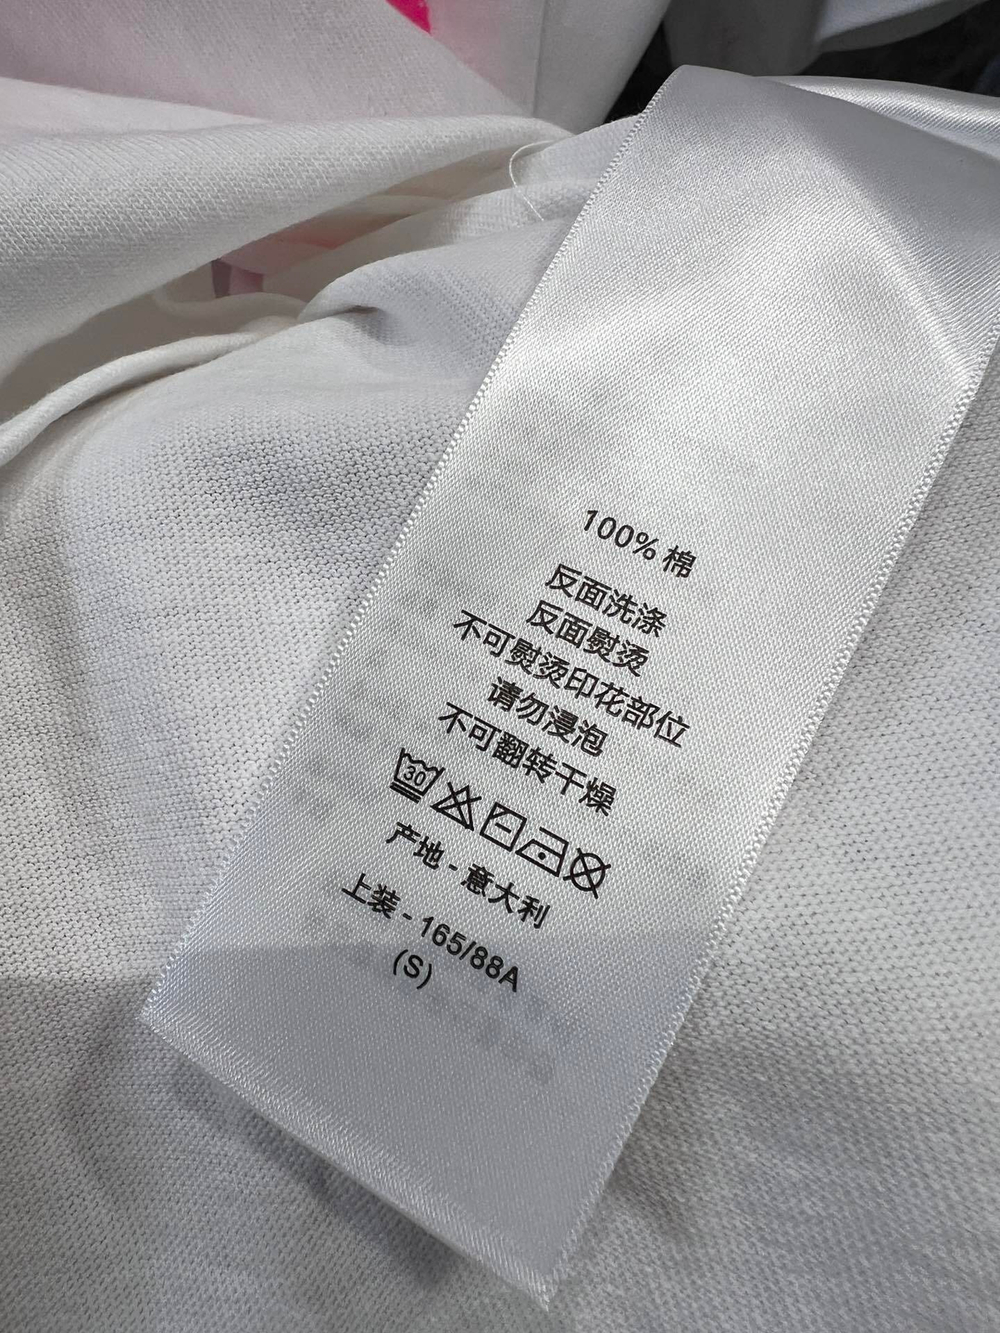 100% 棉
反面洗涤
反面熨烫
不可熨烫印花部位
请勿浸泡
不可翻转干燥
30
产地 - 意大利
上装 - 165/88A
(S)